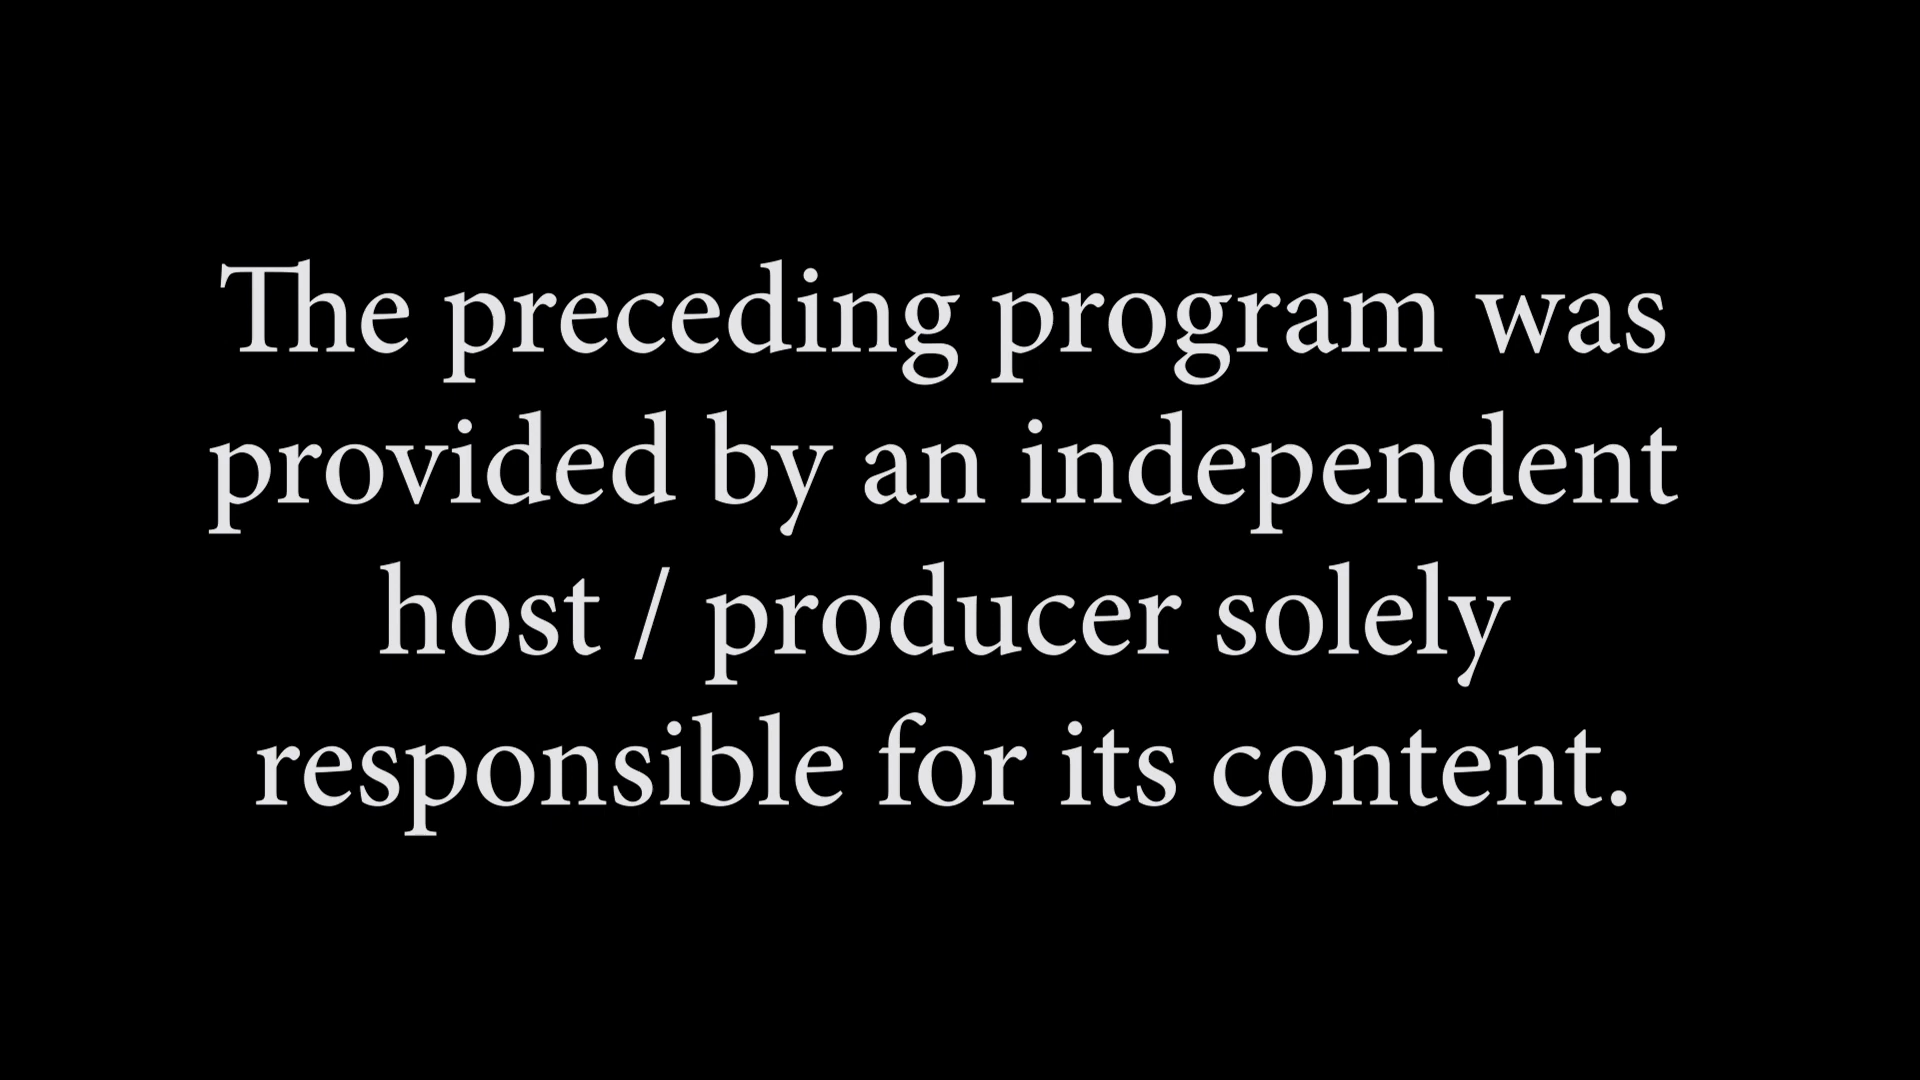 The preceding program was
provided by an independent
host / producer solely
responsible for its content.